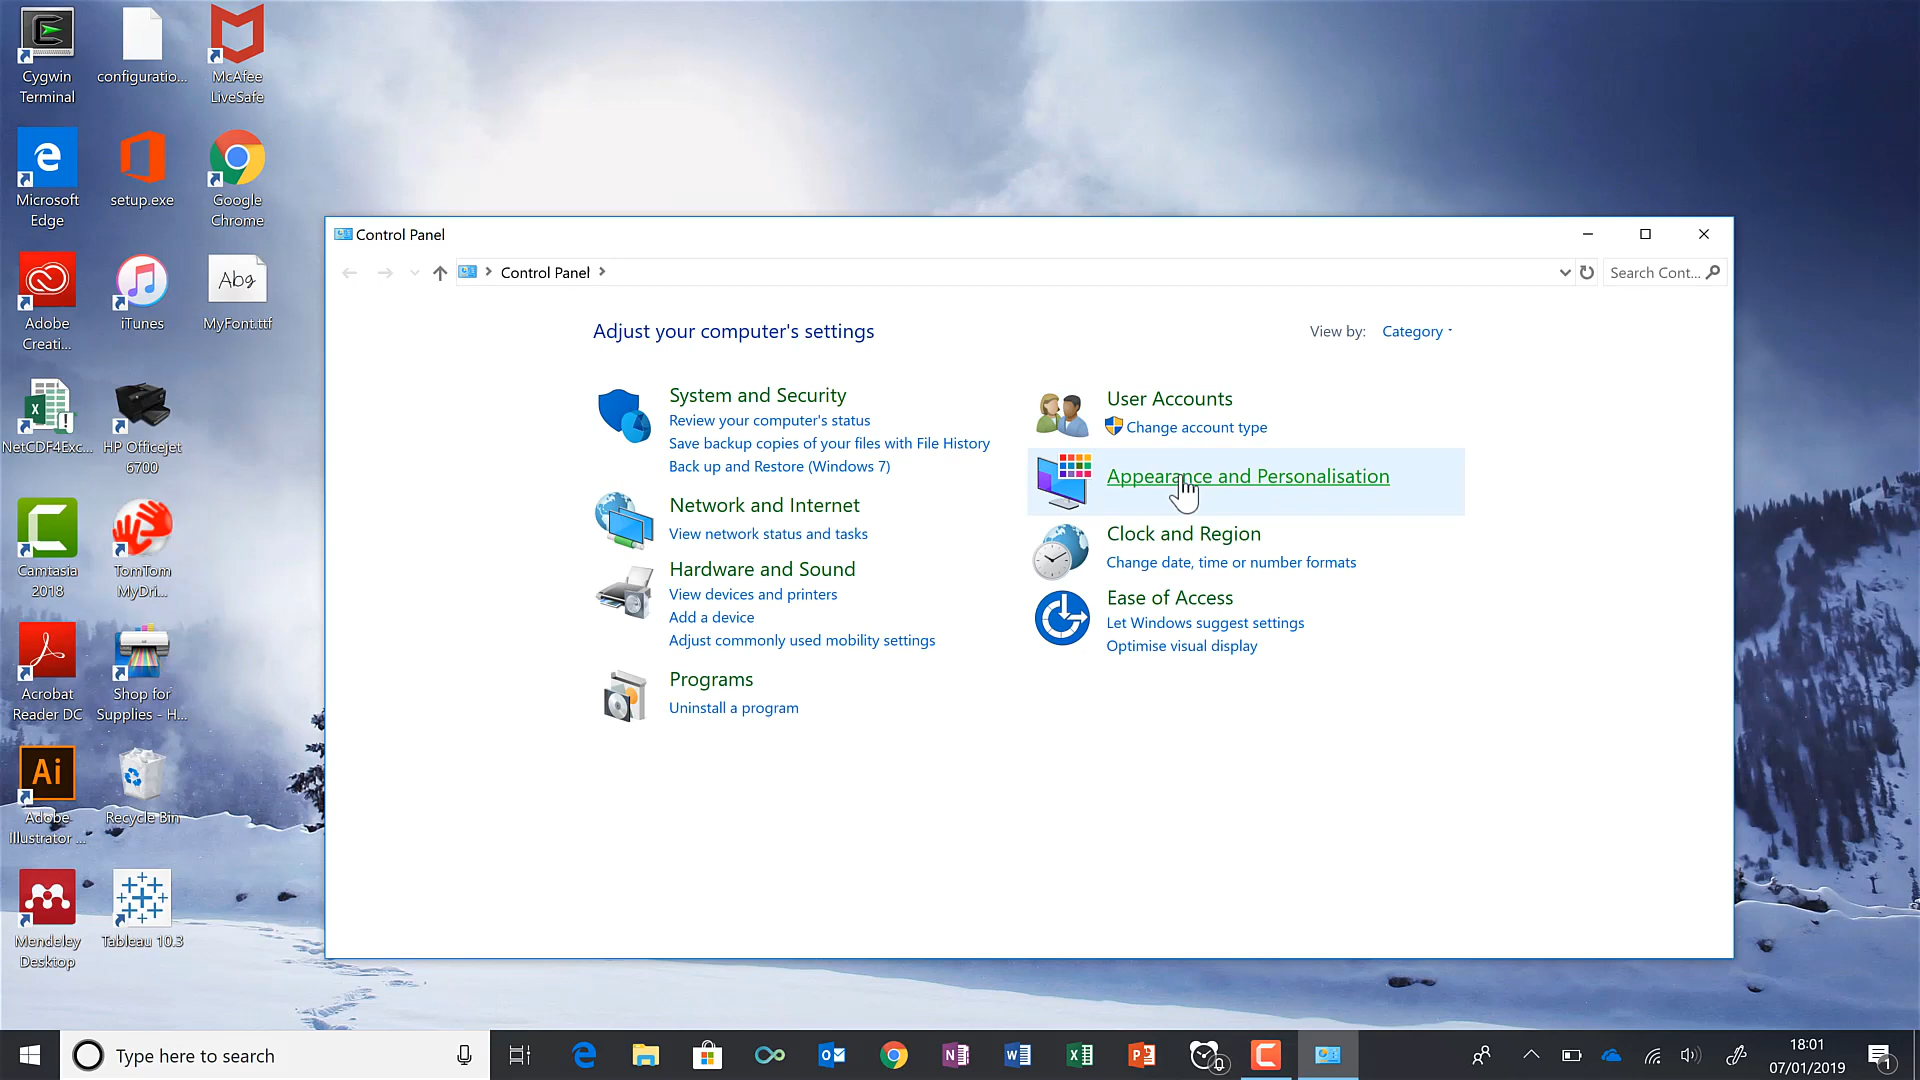 Cygwin
Terminal
configuratio...
McAfee
LiveSafe
Microsoft
Edge
setup.exe
Google
Chrome
Adobe
Creati...
iTunes
Abg
MyFont.ttf
NetCDF4Exc...
HP Officejet
6700
Camtasia
2018
TomTom
MyDri...
Acrobat
Reader DC
Shop for
Supplies - H...
Ai
Adobe
Illustrator ...
Recycle Bin
Mendeley
Desktop
Tableau 10.3
Control Panel
Control Panel
Search Cont...
Adjust your computer's settings
View by: Category
System and Security
Review your computer's status
Save backup copies of your files with File History
Back up and Restore (Windows 7)
Network and Internet
View network status and tasks
Hardware and Sound
View devices and printers
Add a device
Adjust commonly used mobility settings
Programs
Uninstall a program
User Accounts
Change account type
Appearance and Personalisation
Clock and Region
Change date, time or number formats
Ease of Access
Let Windows suggest settings
Optimise visual display
Type here to search
18:01
07/01/2019
1